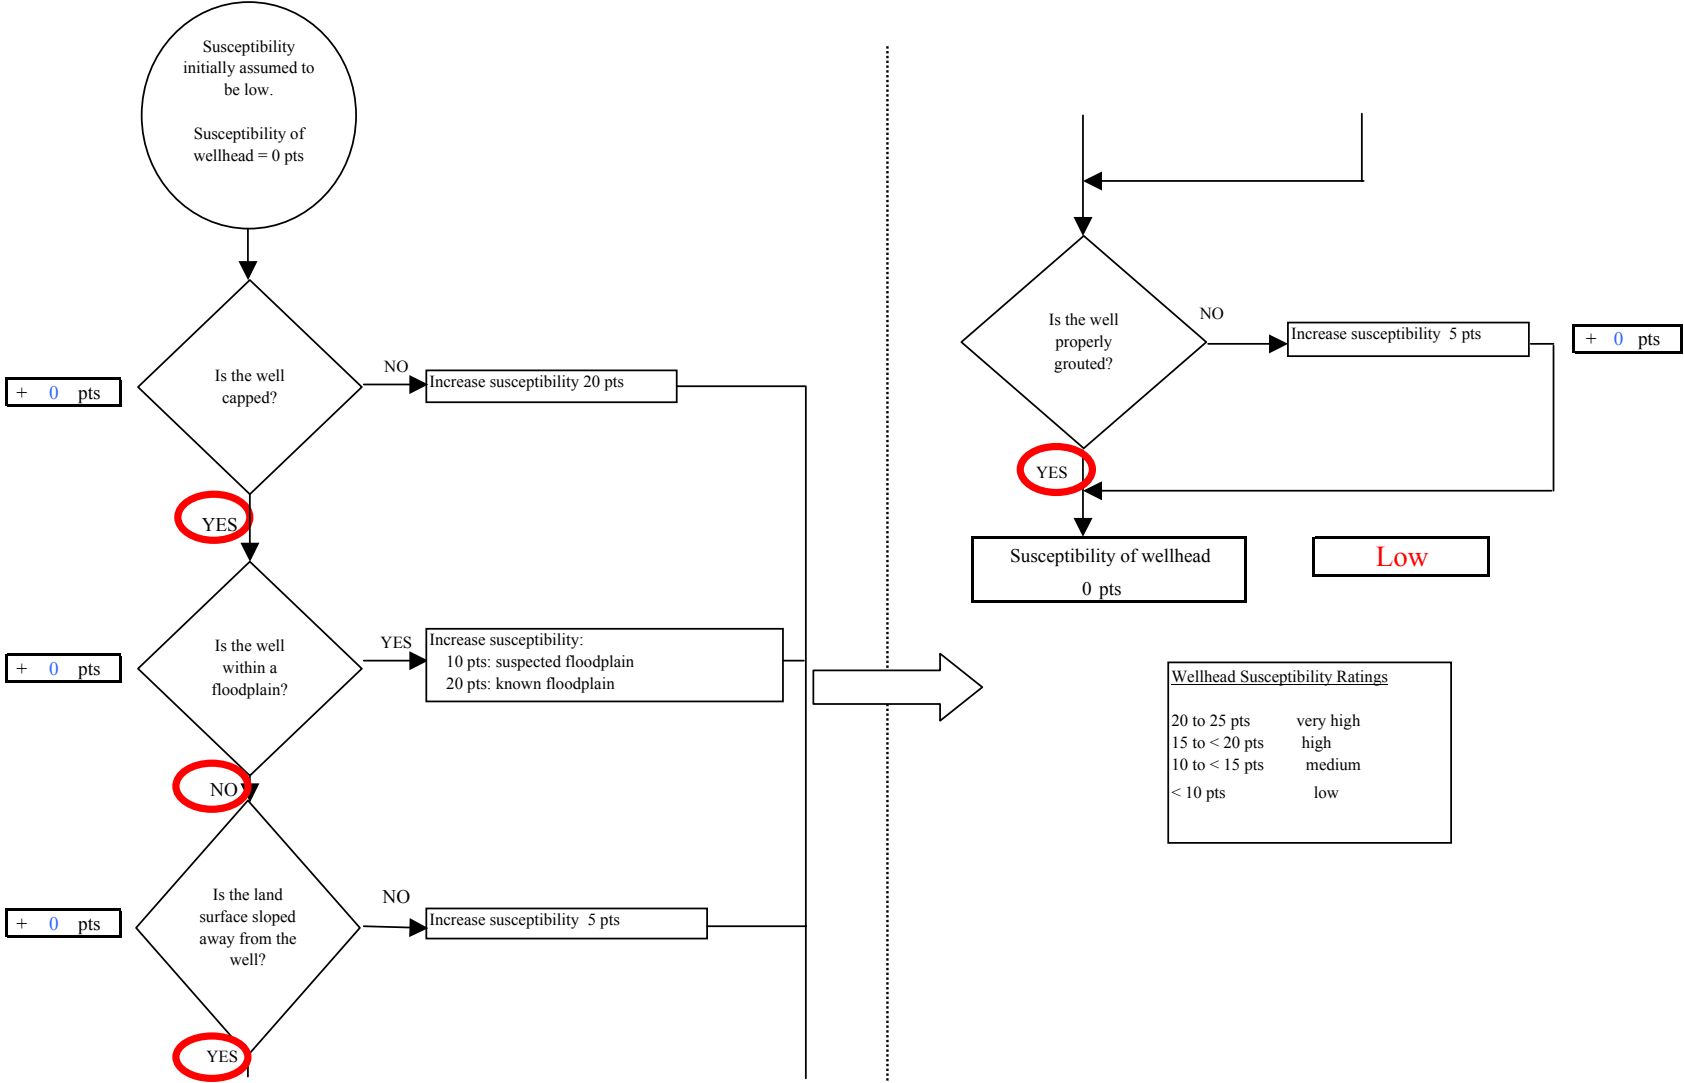 Susceptibility
initially assumed to
be low.
Susceptibility of
wellhead = 0 pts
Is the well
capped?
NO
Increase susceptibility 20 pts
+ 0 pts
YES
Is the well
within a
floodplain?
YES
Increase susceptibility:
10 pts: suspected floodplain
20 pts: known floodplain
+ 0 pts
NO
Is the land
surface sloped
away from the
well?
NO
Increase susceptibility 5 pts
+ 0 pts
YES
Is the well
properly
grouted?
NO
Increase susceptibility 5 pts
+ 0 pts
YES
Susceptibility of wellhead
0 pts
Low
Wellhead Susceptibility Ratings
20 to 25 pts very high
15 to < 20 pts high
10 to < 15 pts medium
< 10 pts low